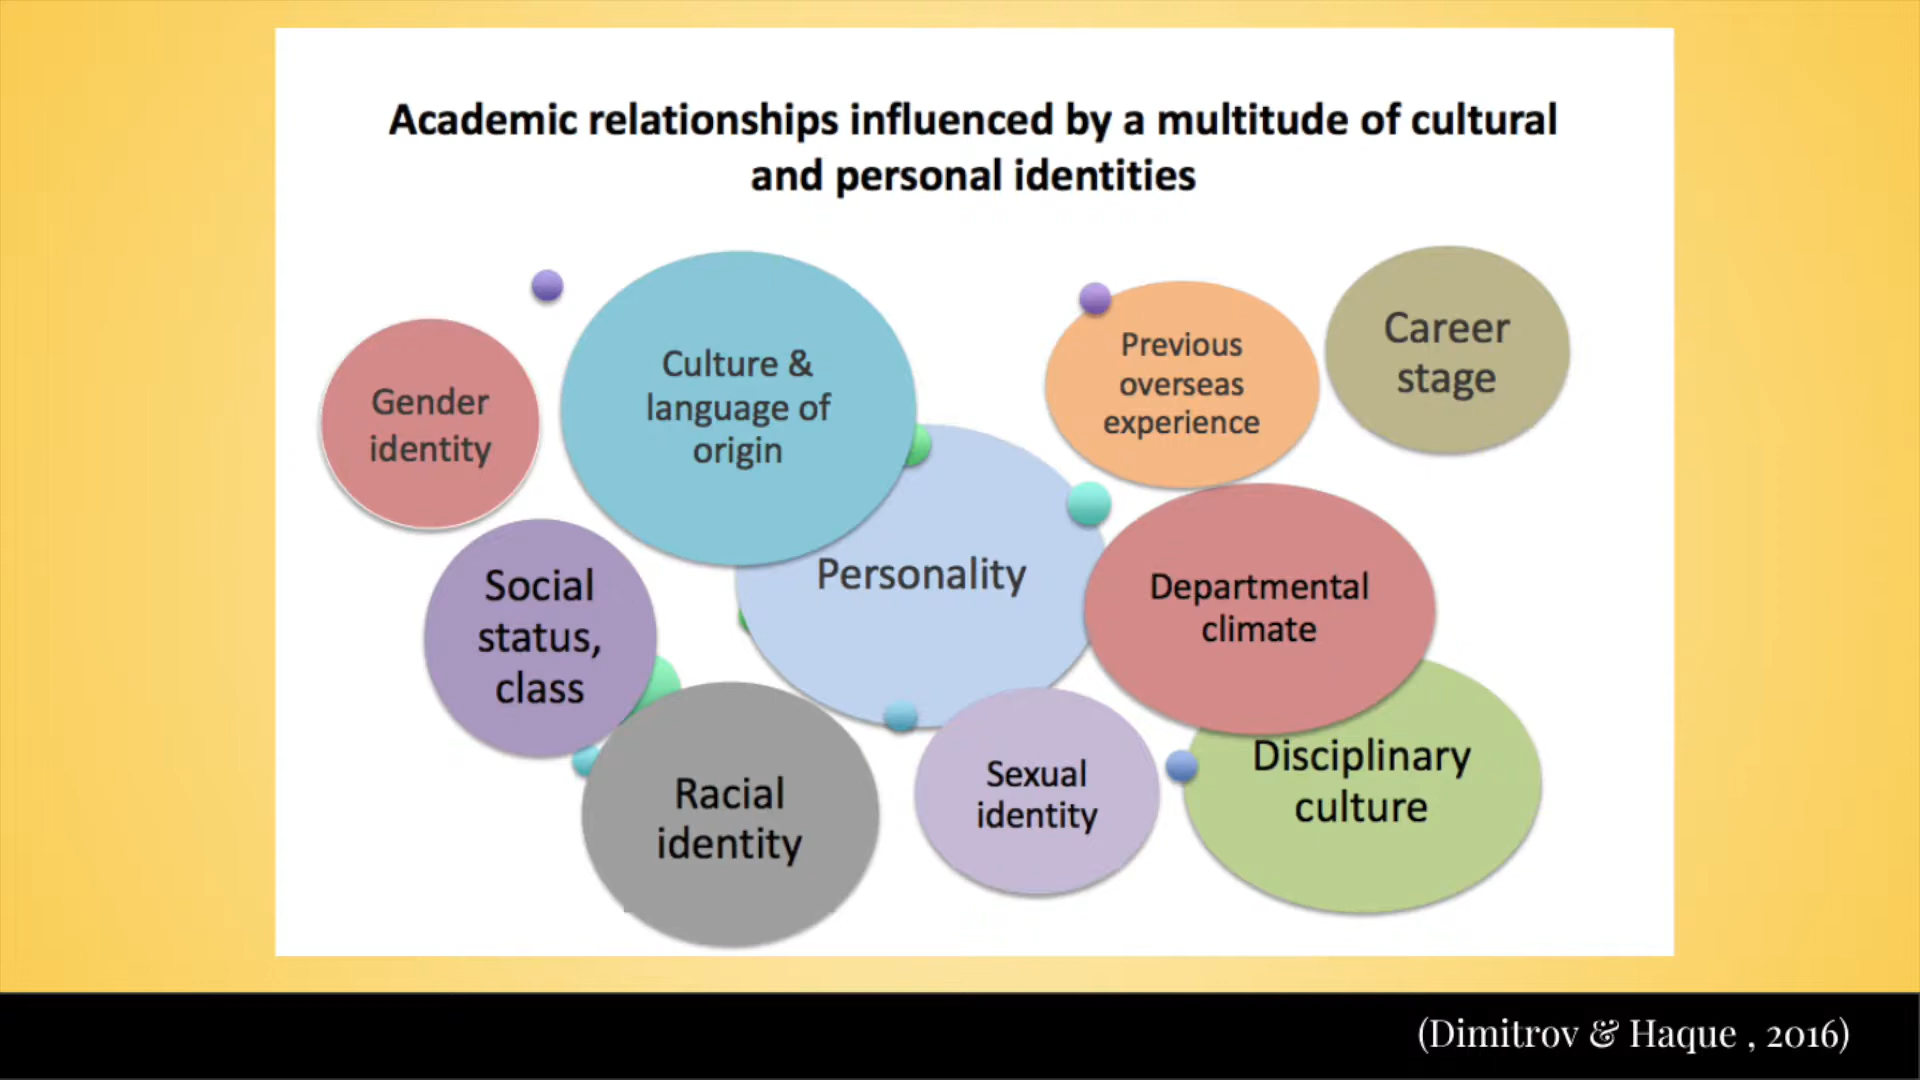 Academic relationships influenced by a multitude of cultural
and personal identities
Gender
identity
Culture &
language of
origin
Previous
overseas
experience
Career
stage
Social
status,
class
Personality
Departmental
climate
Racial
identity
Sexual
identity
Disciplinary
culture
(Dimitrov & Haque , 2016)